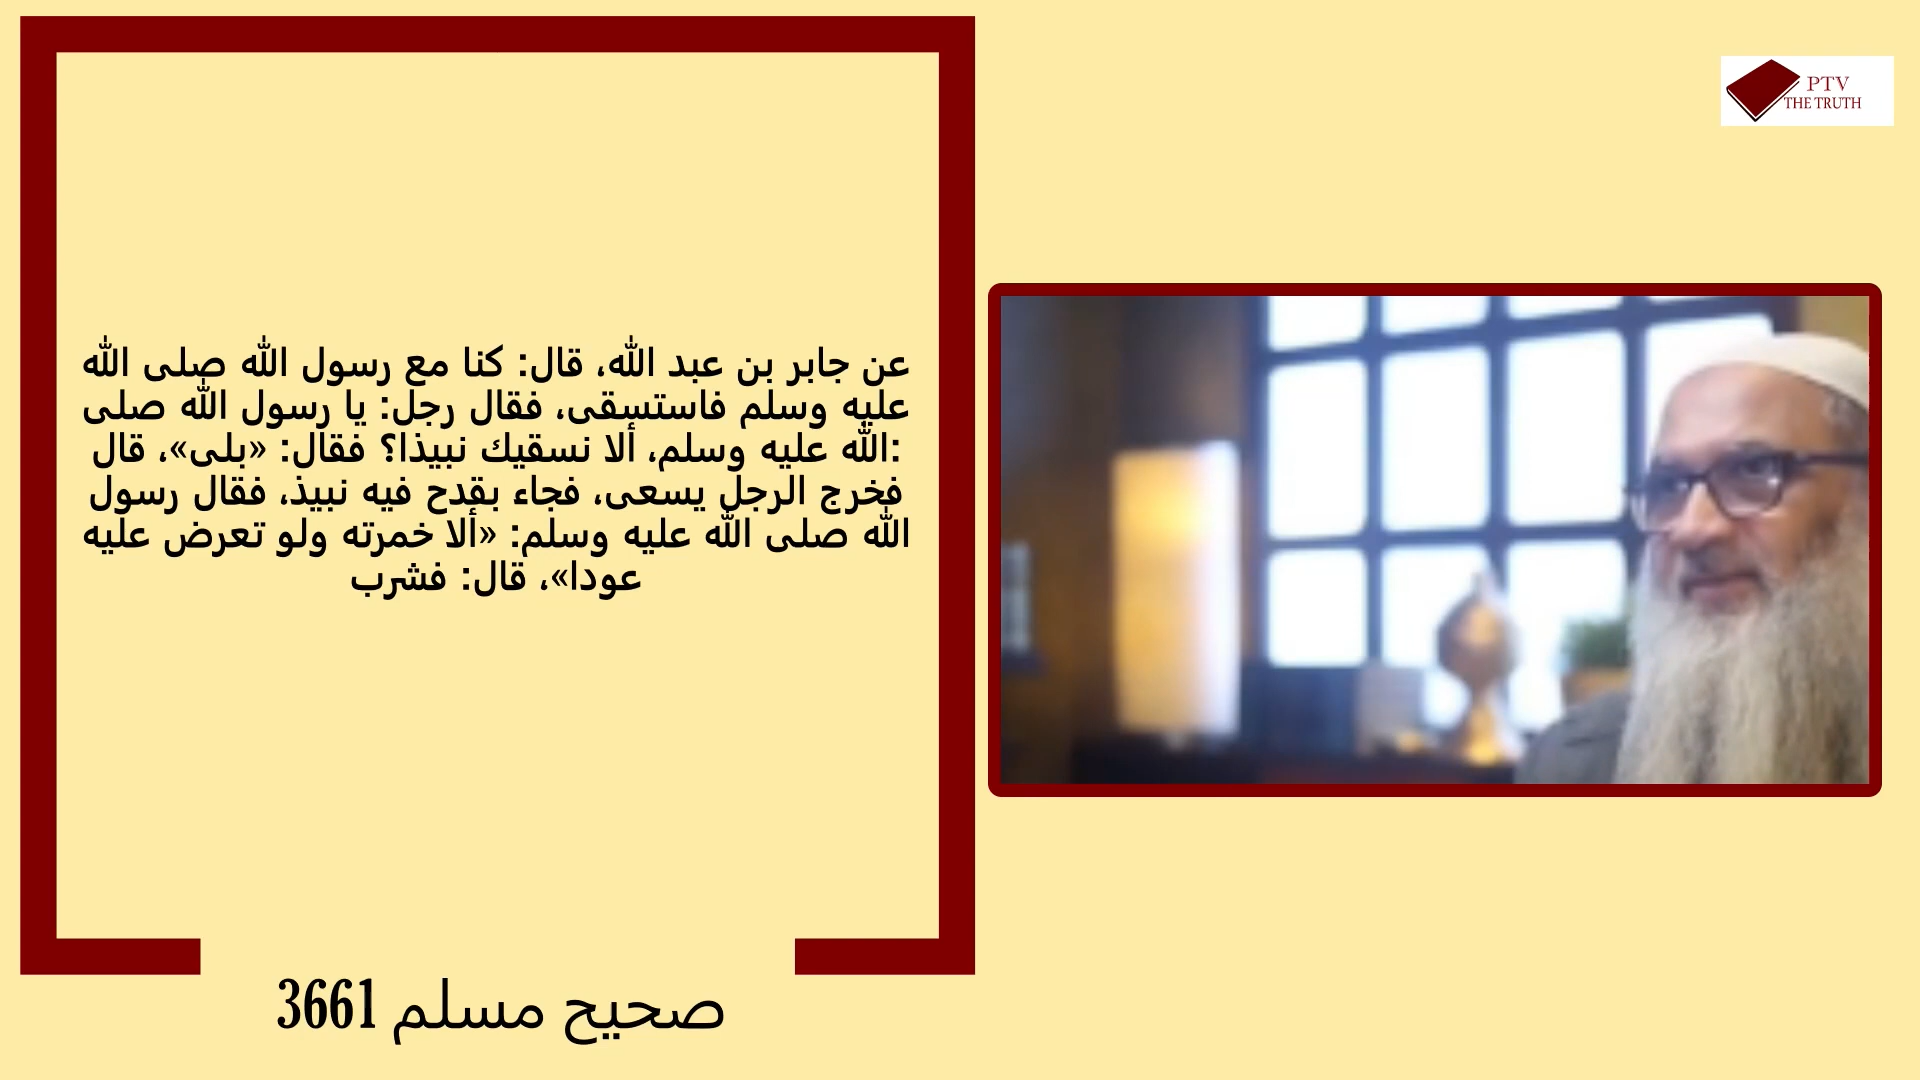 عن جابر بن عبد الله، قال: كنا مع رسول الله صلى الله
عليه وسلم فاستسقى، فقال رجل: يا رسول الله صلى
الله عليه وسلم، ألا نسقيك نبيذا؟ فقال: «بلى»، قال:
فخرج الرجل يسعى، فجاء بقدح فيه نبيذ، فقال رسول
الله صلى الله عليه وسلم: «ألا خمرته ولو تعرض عليه
عودا»، قال: فشرب
صحيح مسلم 3661
PTV
THE TRUTH